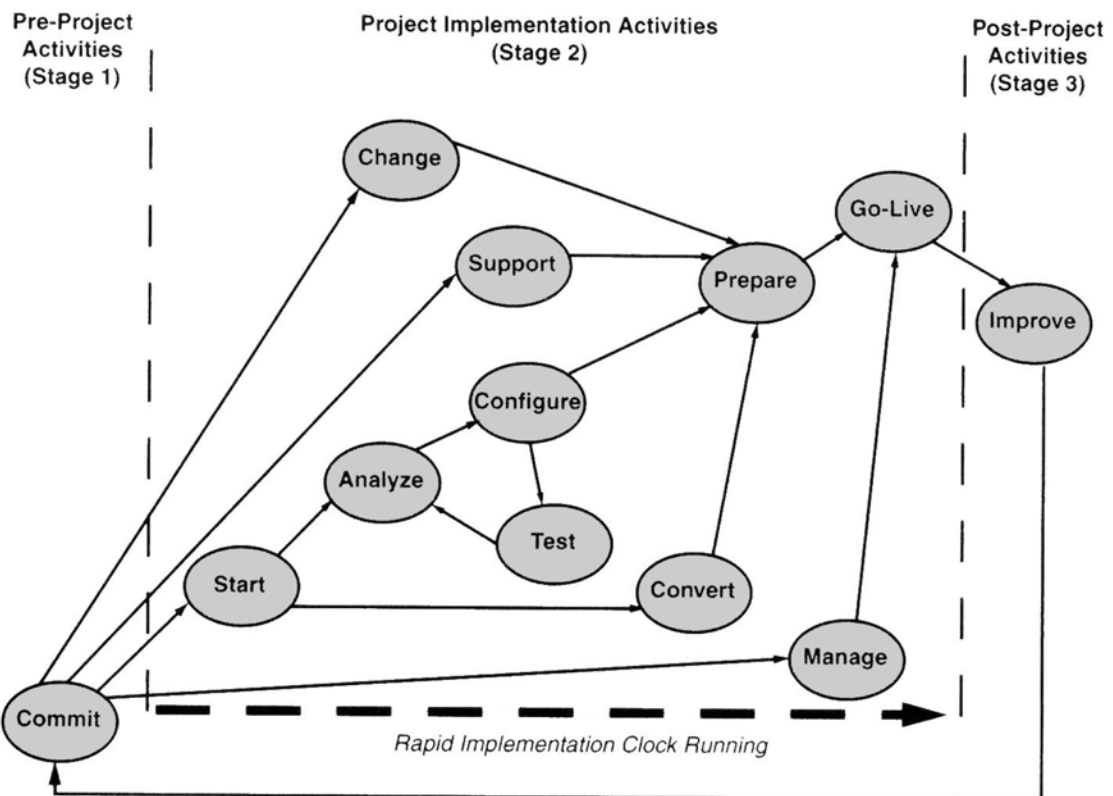 Pre-Project
Activities
(Stage 1)
Project Implementation Activities
(Stage 2)
Post-Project
Activities
(Stage 3)
Change
Go-Live
Support
Prepare
Improve
Configure
Analyze
Test
Start
Convert
Manage
Commit
Rapid Implementation Clock Running